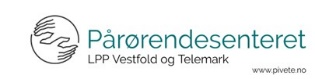 Pårørendesenteret
LPP Vestfold og Telemark
www.pivete.no